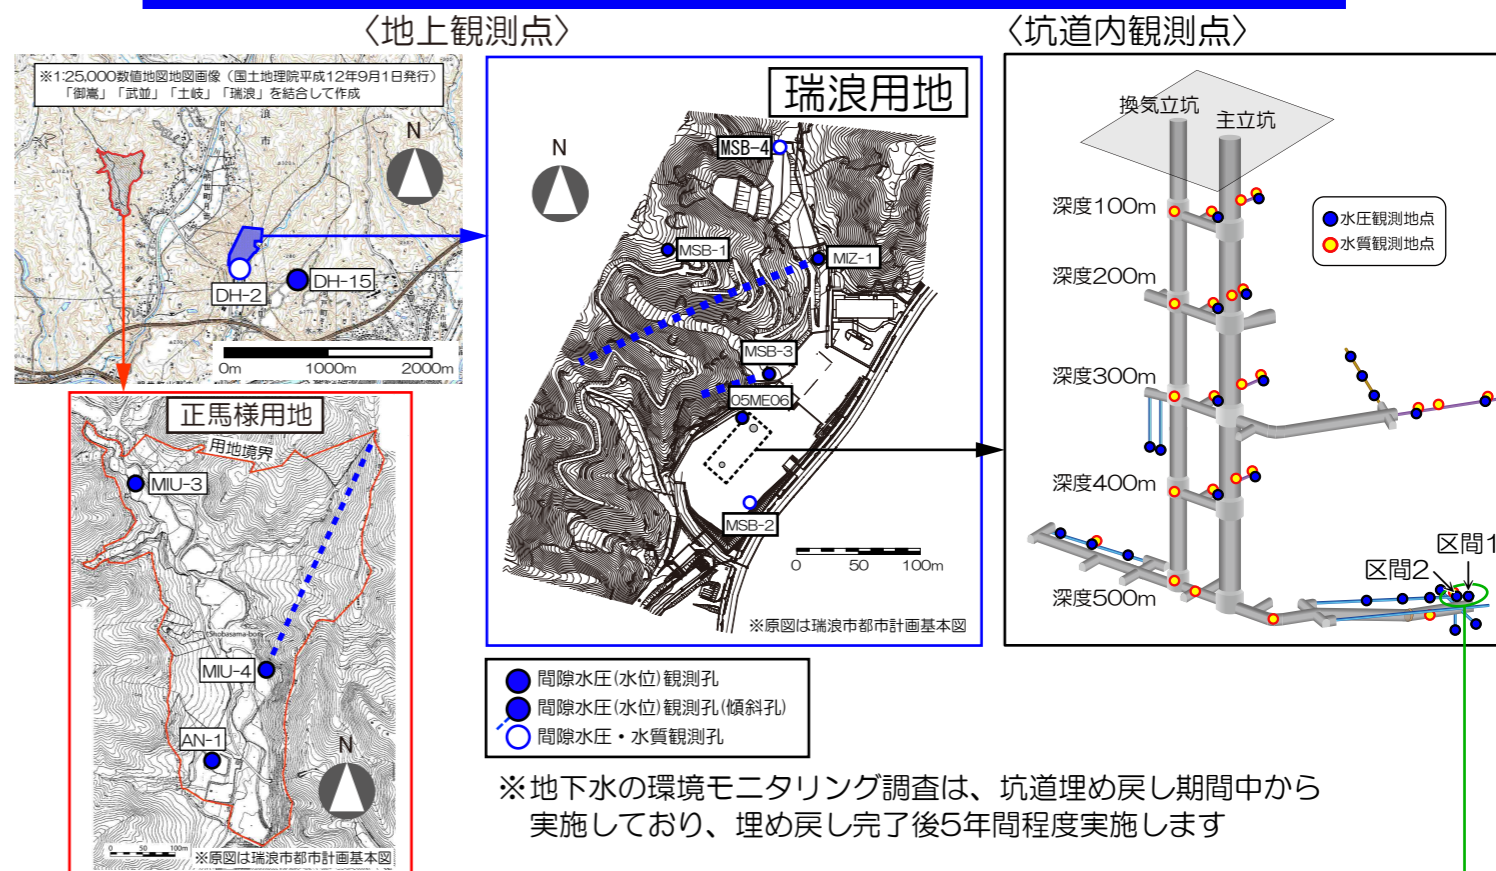 〈地上観測点〉
〈坑道内観測点〉
※1:25,000数値地図地図画像（国土地理院平成12年9月1日発行）
「御嵩」「武並」「土岐」「瑞浪」を結合して作成
N
DH-2
DH-15
0m 1000m 2000m
正馬様用地
用地境界
MIU-3
Shobasama-bora
MIU-4
AN-1
N
0 50 100m
※原図は瑞浪市都市計画基本図
瑞浪用地
N
MSB-4
MSB-1
MIZ-1
MSB-3
05ME06
MSB-2
0 50 100m
※原図は瑞浪市都市計画基本図
間隙水圧(水位)観測孔
間隙水圧(水位)観測孔(傾斜孔)
間隙水圧・水質観測孔
換気立坑
主立坑
深度100m
深度200m
深度300m
深度400m
深度500m
水圧観測地点
水質観測地点
区間1
区間2
※地下水の環境モニタリング調査は、坑道埋め戻し期間中から
実施しており、埋め戻し完了後5年間程度実施します